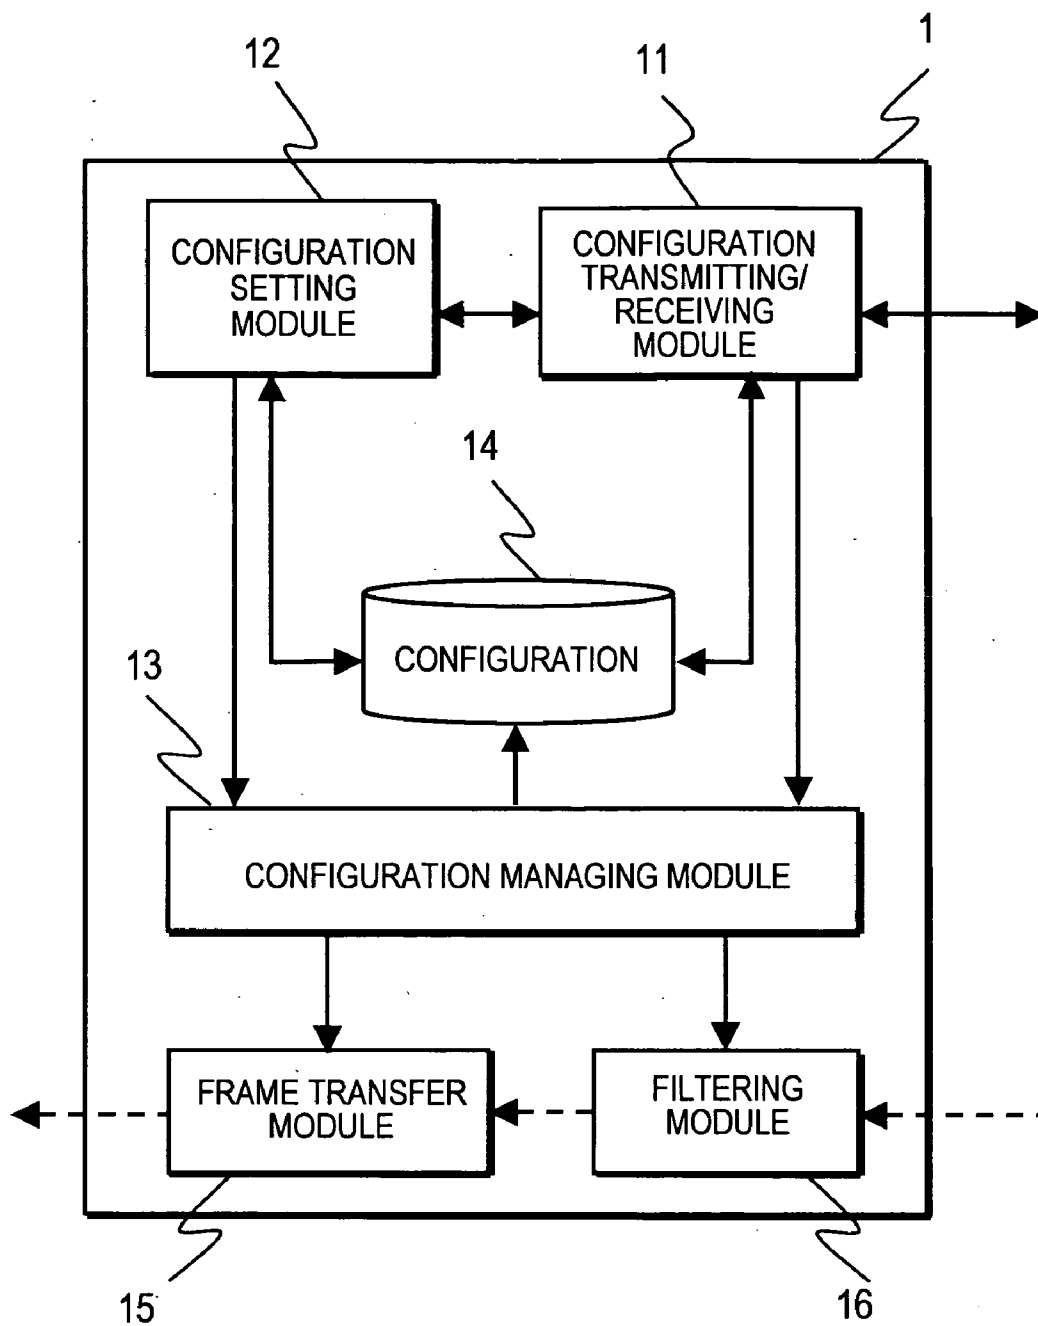 1
12
11
CONFIGURATION
SETTING
MODULE
CONFIGURATION
TRANSMITTING/
RECEIVING
MODULE
14
CONFIGURATION
13
CONFIGURATION MANAGING MODULE
FRAME TRANSFER
MODULE
FILTERING
MODULE
15
16